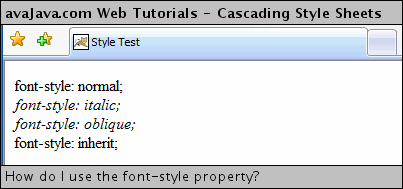 avaJava.com Web Tutorials - Cascading Style Sheets
Style Test
font-style: normal;
font-style: italic;
font-style: oblique;
font-style: inherit;
How do I use the font-style property?